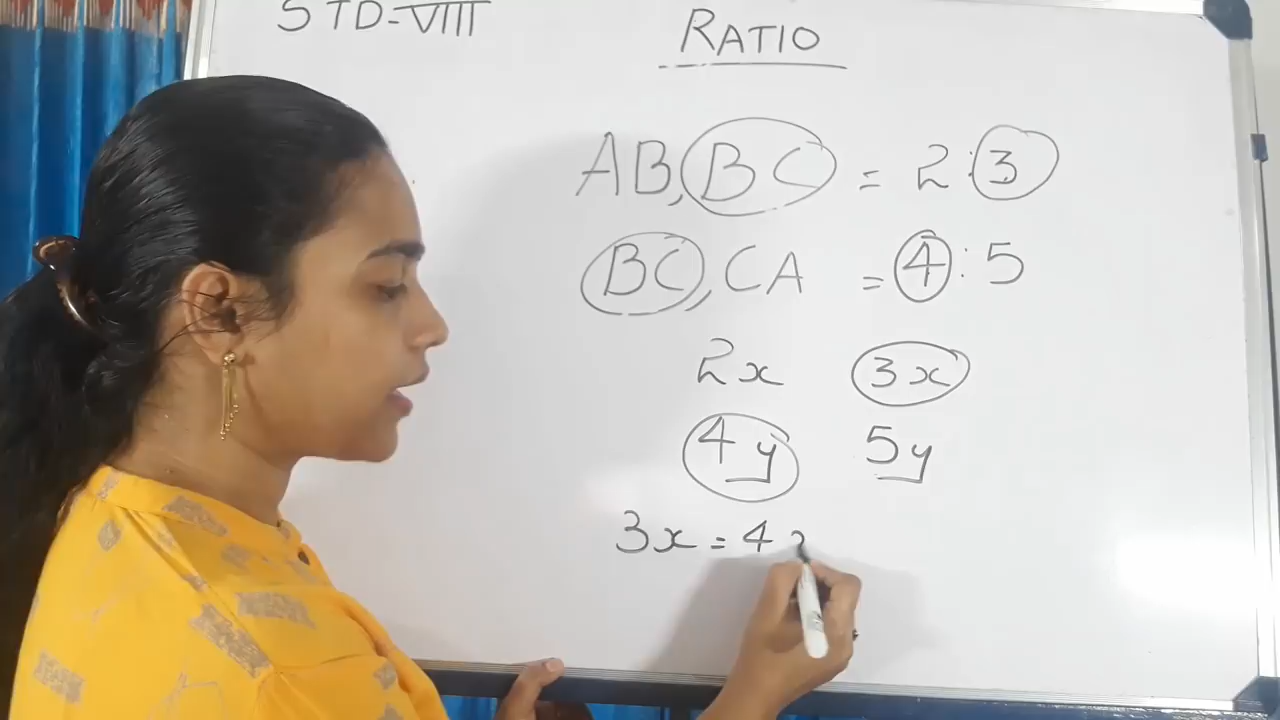 STD-VIII
RATIO
AB, BC = 2:3
BC, CA = 4:5
2x 3x
4y 5y
3x = 4